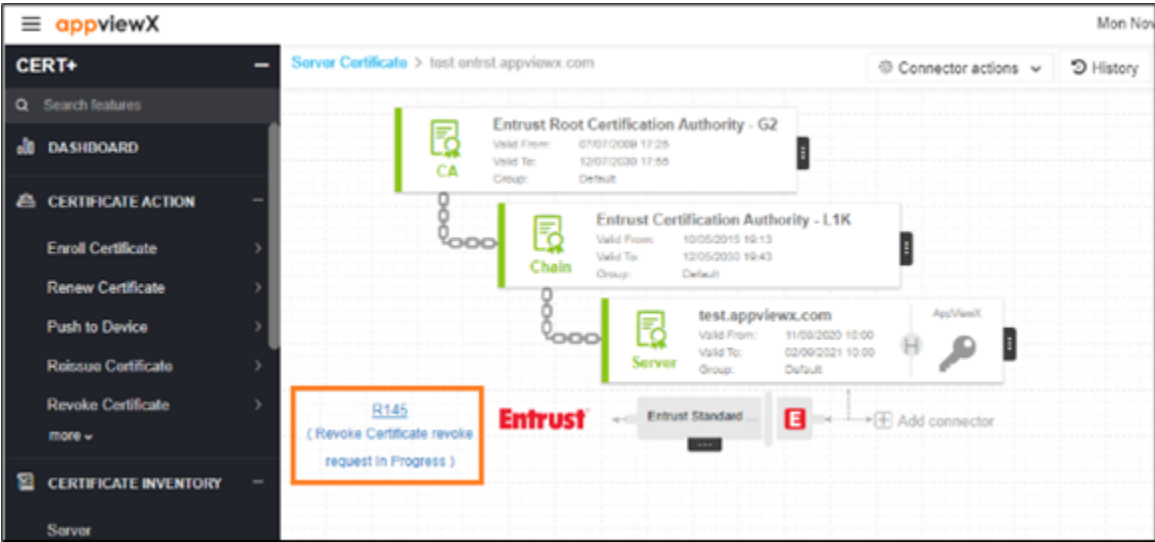 appviewX
Mon Nov
CERT+
Server Certificate > test.entrst.appviewx.com
Connector actions
History
Search features
DASHBOARD
CERTIFICATE ACTION
Enroll Certificate
Renew Certificate
Push to Device
Reissue Certificate
Revoke Certificate
more
CERTIFICATE INVENTORY
Server
CA
Entrust Root Certification Authority - G2
Valid From: 07/07/2009 17:25
Valid To: 12/07/2030 17:55
Group: Default
Chain
Entrust Certification Authority - L1K
Valid From: 10/05/2015 19:13
Valid To: 12/05/2030 19:43
Group: Default
Server
test.appviewx.com
Valid From: 11/09/2020 10:00
Valid To: 02/09/2021 10:00
Group: Default
H
AppViewX
R145
( Revoke Certificate revoke
request In Progress )
Entrust
Entrust Standard ...
E
Add connector